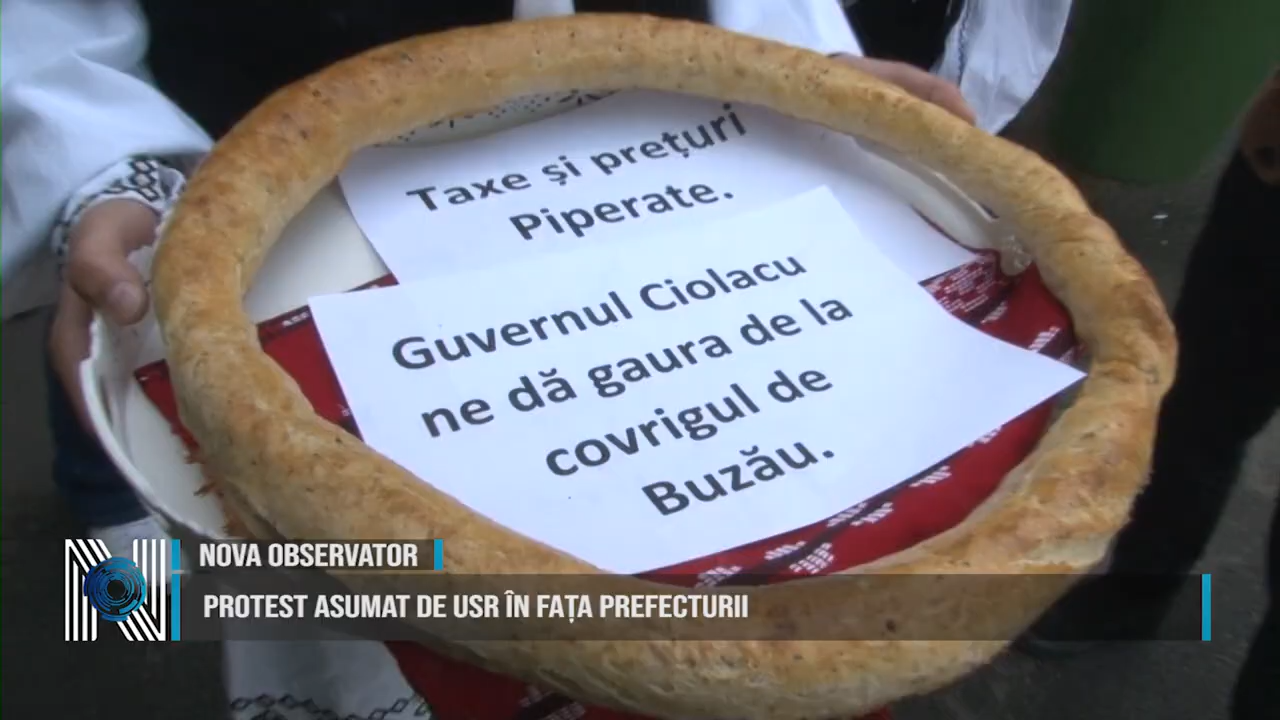 Taxe și prețuri
Piperate.
Guvernul Ciolacu
ne dă gaura de la
covrigul de
Buzău.
NOVA OBSERVATOR
PROTEST ASUMAT DE USR ÎN FAȚA PREFECTURII